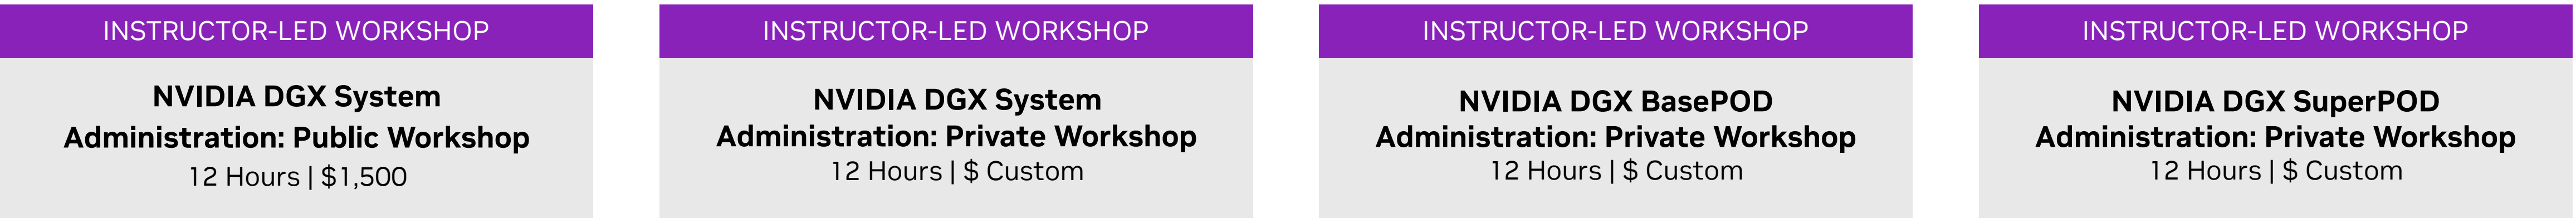 INSTRUCTOR-LED WORKSHOP
NVIDIA DGX System
Administration: Public Workshop
12 Hours | $1,500
INSTRUCTOR-LED WORKSHOP
NVIDIA DGX System
Administration: Private Workshop
12 Hours | $ Custom
INSTRUCTOR-LED WORKSHOP
NVIDIA DGX BasePOD
Administration: Private Workshop
12 Hours | $ Custom
INSTRUCTOR-LED WORKSHOP
NVIDIA DGX SuperPOD
Administration: Private Workshop
12 Hours | $ Custom